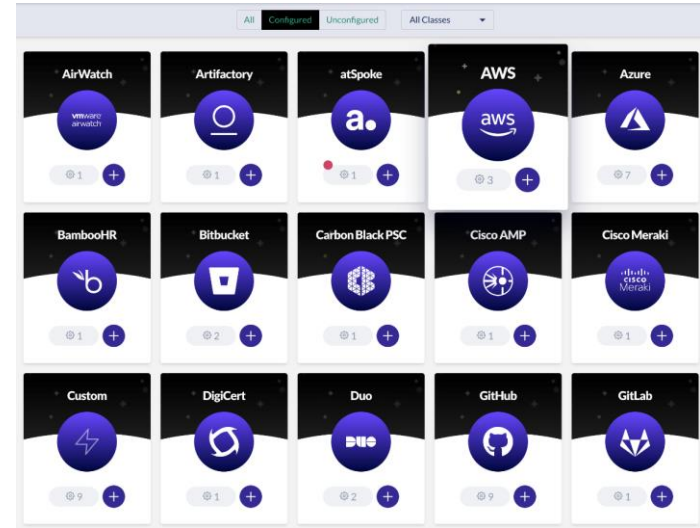 All Configured Unconfigured All Classes
AirWatch Artifactory atSpoke AWS Azure
vmware airwatch a. aws
1 1 1 3 7
BambooHR Bitbucket Carbon Black PSC Cisco AMP Cisco Meraki
b cisco Meraki
1 2 1 1 1
Custom DigiCert Duo GitHub GitLab
DUO
9 1 2 9 1